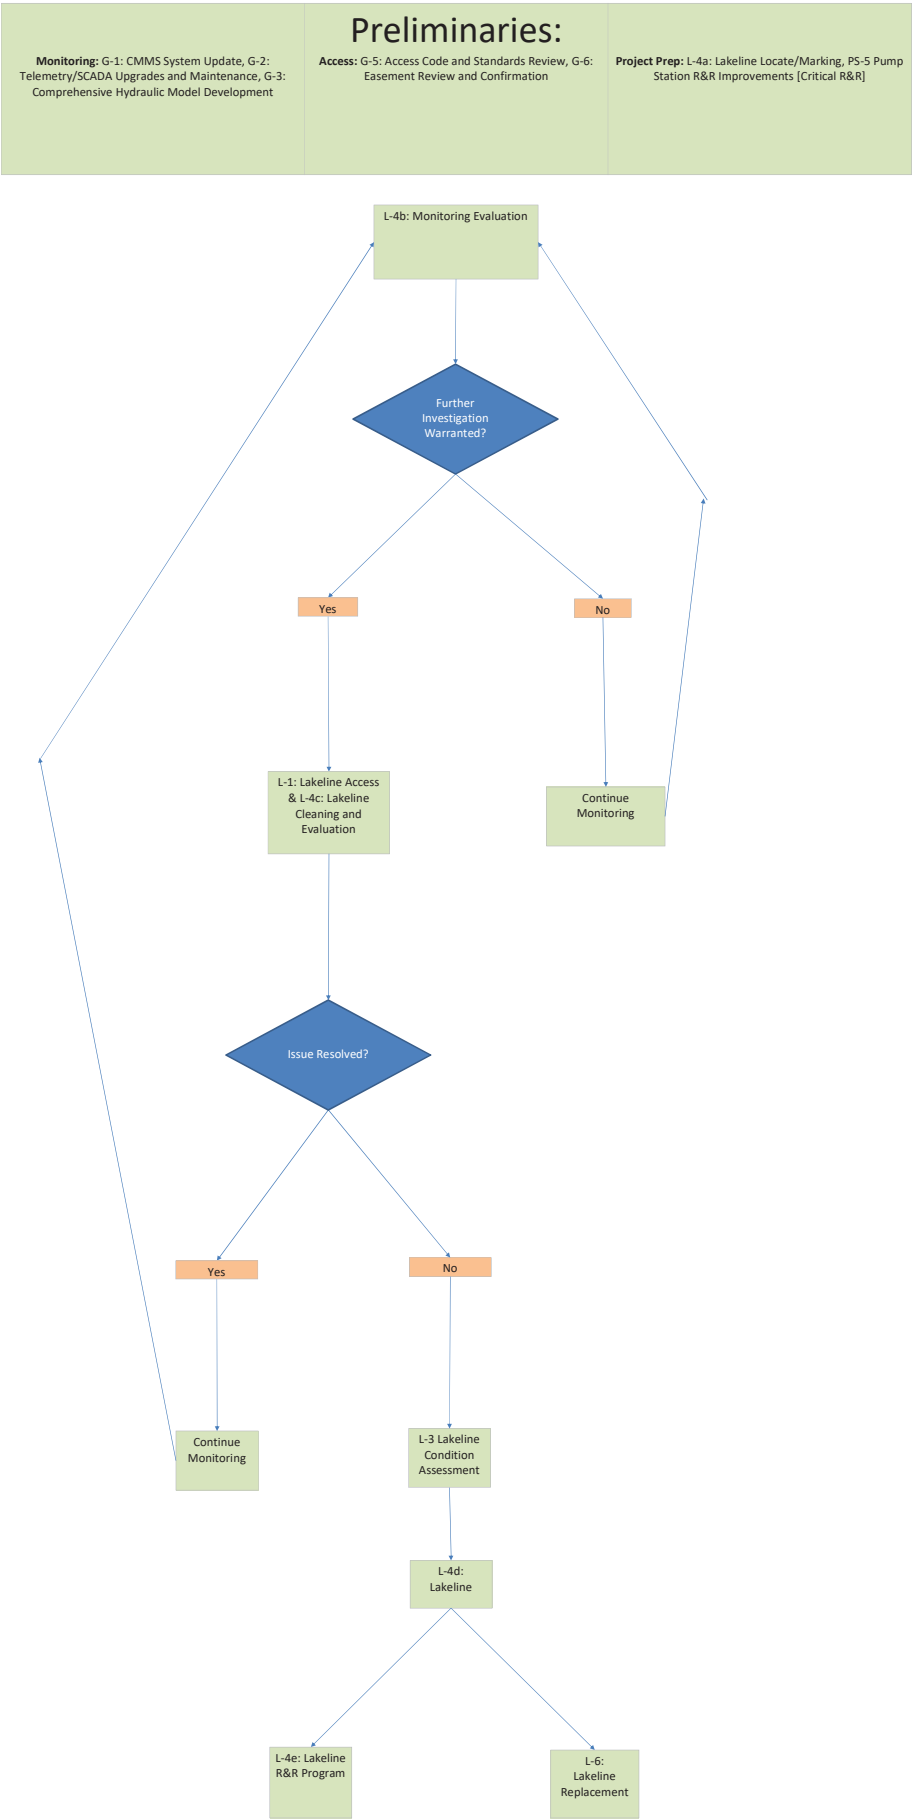 Preliminaries:
Monitoring: G-1: CMMS System Update, G-2:
Telemetry/SCADA Upgrades and Maintenance, G-3:
Comprehensive Hydraulic Model Development
Access: G-5: Access Code and Standards Review, G-6:
Easement Review and Confirmation
Project Prep: L-4a: Lakeline Locate/Marking, PS-5 Pump
Station R&R Improvements [Critical R&R]
L-4b: Monitoring Evaluation
Further
Investigation
Warranted?
Yes
No
L-1: Lakeline Access
& L-4c: Lakeline
Cleaning and
Evaluation
Continue
Monitoring
Issue Resolved?
Yes
No
Continue
Monitoring
L-3 Lakeline
Condition
Assessment
L-4d:
Lakeline
L-4e: Lakeline
R&R Program
L-6:
Lakeline
Replacement